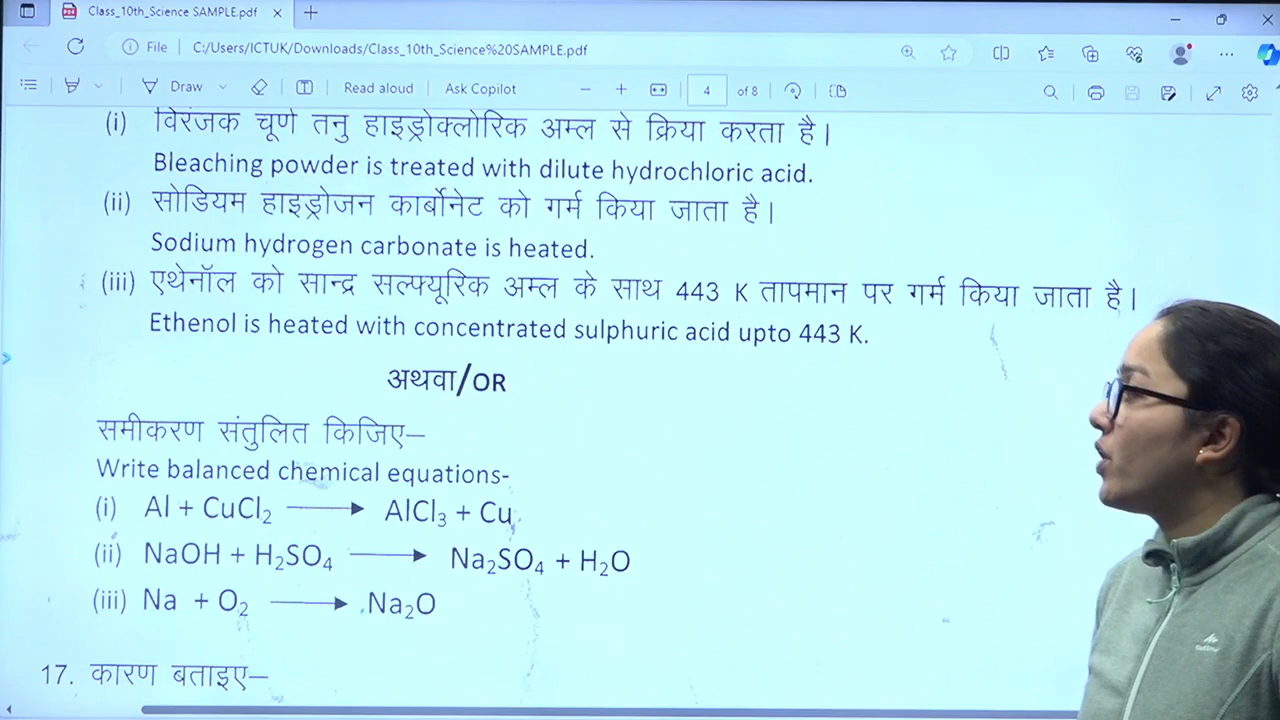 Class_10th_Science SAMPLE.pdf
File C:/Users/ICTUK/Downloads/Class_10th_Science%20SAMPLE.pdf
Draw Read aloud Ask Copilot 4 of 8
(i) विरंजक चूर्ण तनु हाइड्रोक्लोरिक अम्ल से क्रिया करता है।
Bleaching powder is treated with dilute hydrochloric acid.
(ii) सोडियम हाइड्रोजन कार्बोनेट को गर्म किया जाता है।
Sodium hydrogen carbonate is heated.
(iii) एथेनॉल को सान्द्र सल्फ्यूरिक अम्ल के साथ 443 K तापमान पर गर्म किया जाता है।
Ethenol is heated with concentrated sulphuric acid upto 443 K.
अथवा/OR
समीकरण संतुलित किजिए–
Write balanced chemical equations-
(i) Al + CuCl₂ ⟶ AlCl₃ + Cu
(ii) NaOH + H₂SO₄ ⟶ Na₂SO₄ + H₂O
(iii) Na + O₂ ⟶ Na₂O
17. कारण बताइए–